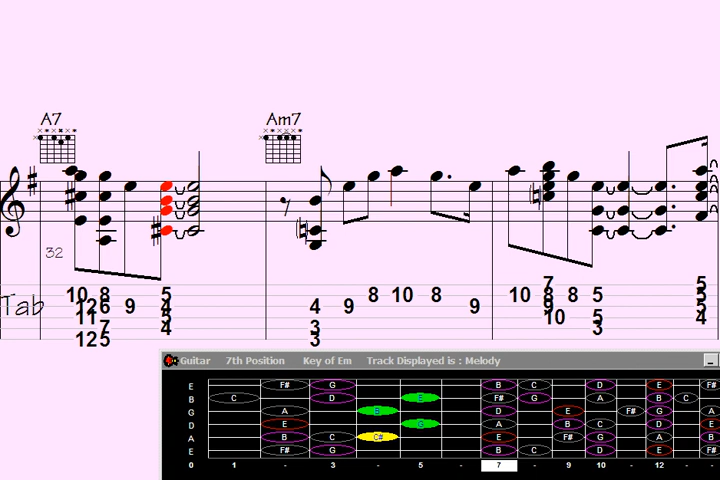 A7 Am7
32
10 8 5 8 10 8 10 7 8 5 5
Tab 12 6 9 4 4 9 9
11 7 4 3 10 5 4
12 5 3 3
Guitar 7th Position Key of Em Track Displayed is : Melody
E F# G B C D E F#
B C D E F# G A B C
G A B D E F# G A
D E G A B C D E
A B C C# E F# G A B
E F# G B C D E F#
0 1 - 3 - 5 - 7 - 9 10 - 12 - -